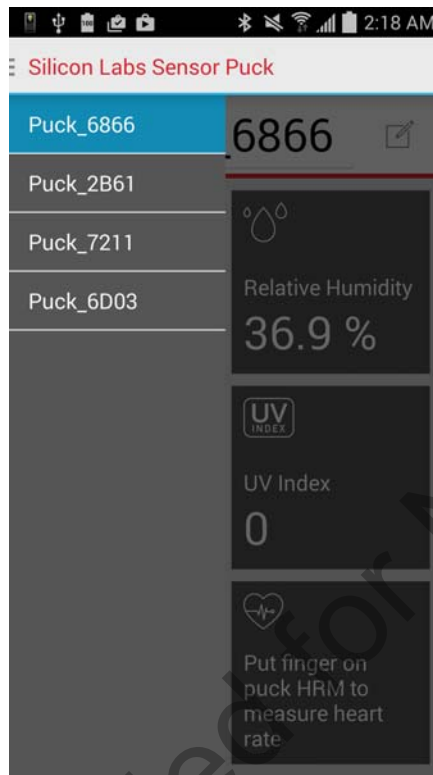 100
2:18 AM
Silicon Labs Sensor Puck
Puck_6866
6866
Puck_2B61
Puck_7211
Puck_6D03
Relative Humidity
36.9 %
UV
INDEX
UV Index
0
Put finger on
puck HRM to
measure heart
rate